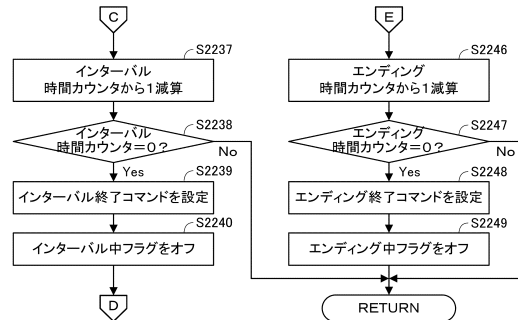 C
S2237
インターバル
時間カウンタから1減算
S2238
インターバル
時間カウンタ=0?
No
Yes
S2239
インターバル終了コマンドを設定
S2240
インターバル中フラグをオフ
D
E
S2246
エンディング
時間カウンタから1減算
S2247
エンディング
時間カウンタ=0?
No
Yes
S2248
エンディング終了コマンドを設定
S2249
エンディング中フラグをオフ
RETURN